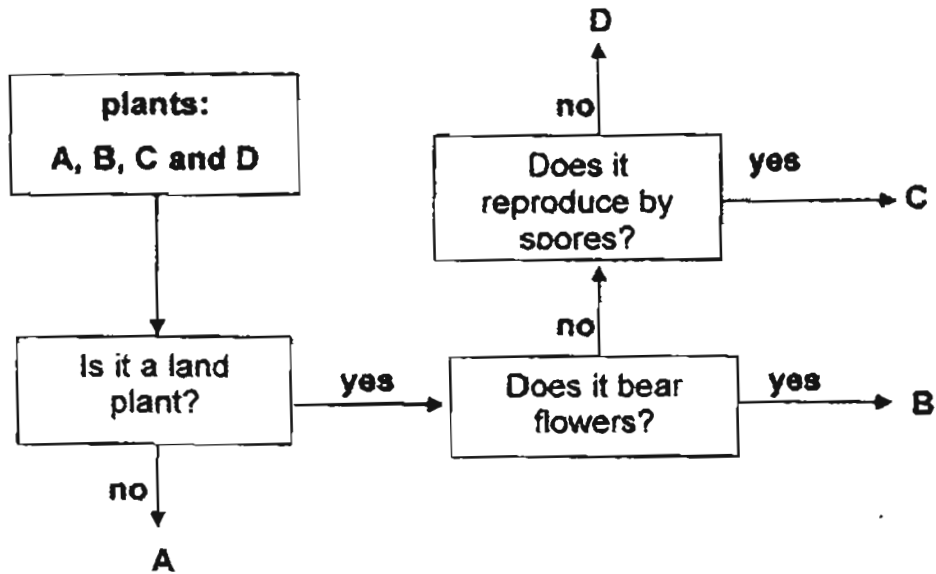 plants:
A, B, C and D
Is it a land
plant?
no
A
yes
Does it bear
flowers?
yes
B
no
Does it
reproduce by
spores?
yes
C
no
D